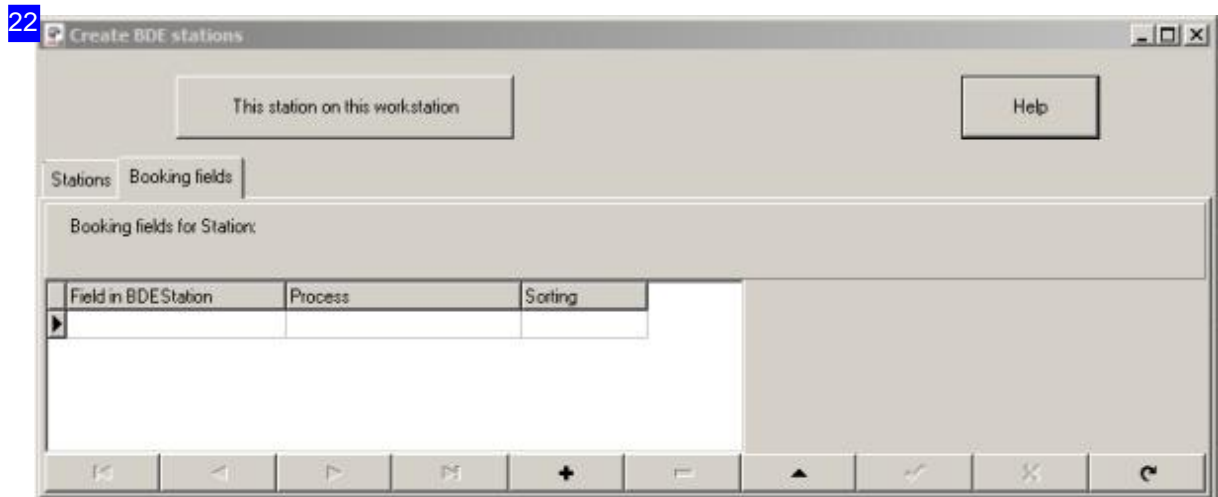 22
Create BDE stations
This station on this workstation
Help
Stations
Booking fields
Booking fields for Station:
Field in BDEStation
Process
Sorting